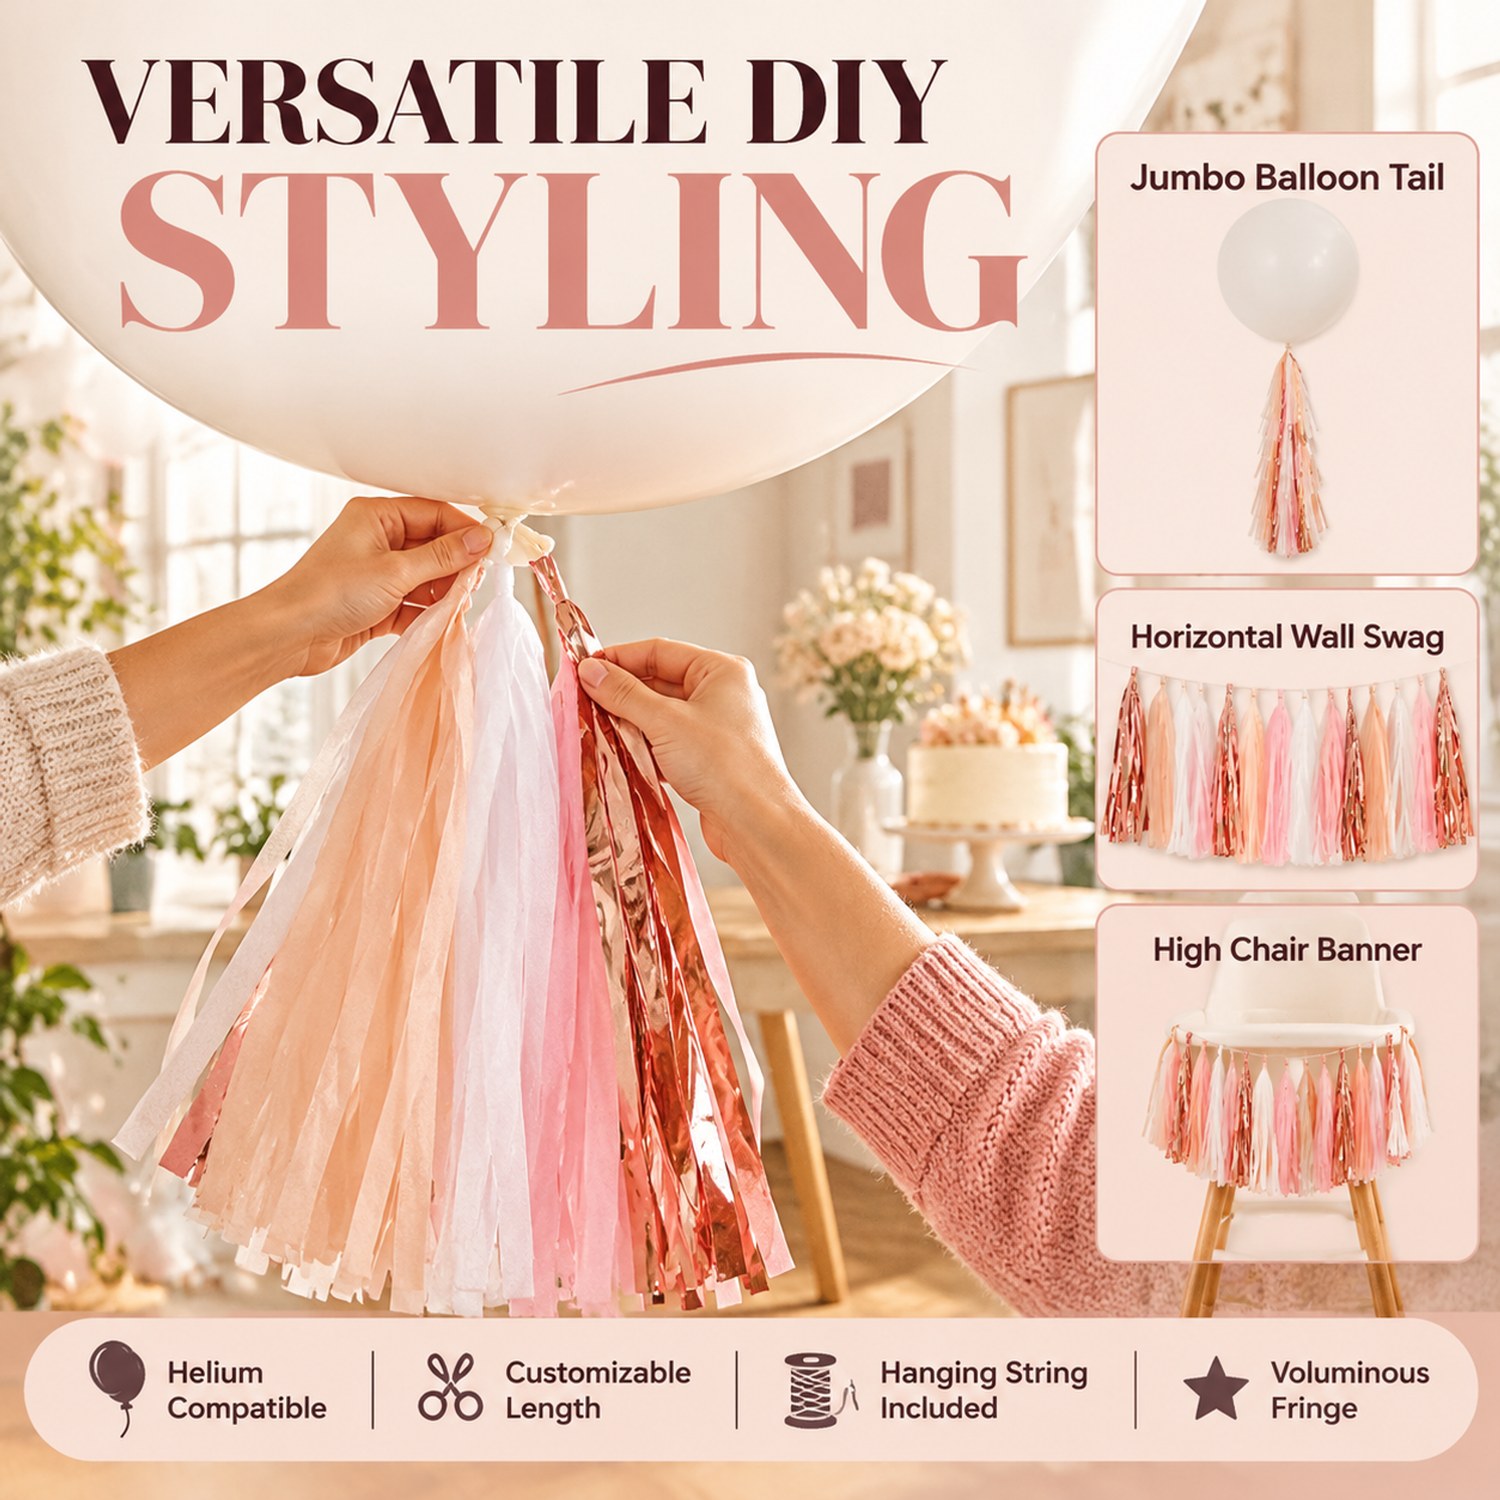 VERSATILE DIY
STYLING
Jumbo Balloon Tail
Horizontal Wall Swag
High Chair Banner
Helium
Compatible
Customizable
Length
Hanging String
Included
Voluminous
Fringe